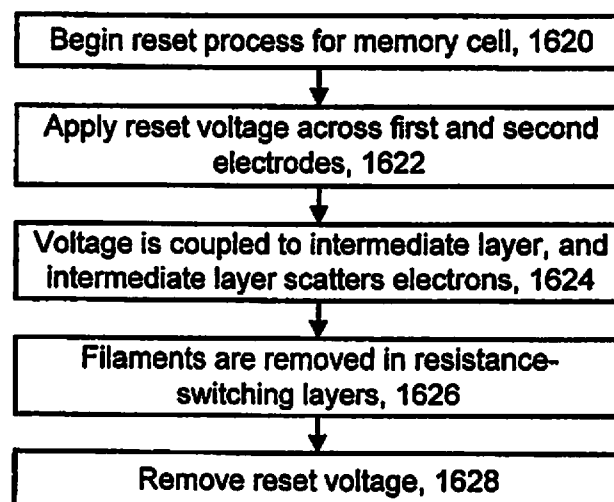 Begin reset process for memory cell, 1620
Apply reset voltage across first and second
electrodes, 1622
Voltage is coupled to intermediate layer, and
intermediate layer scatters electrons, 1624
Filaments are removed in resistance-
switching layers, 1626
Remove reset voltage, 1628